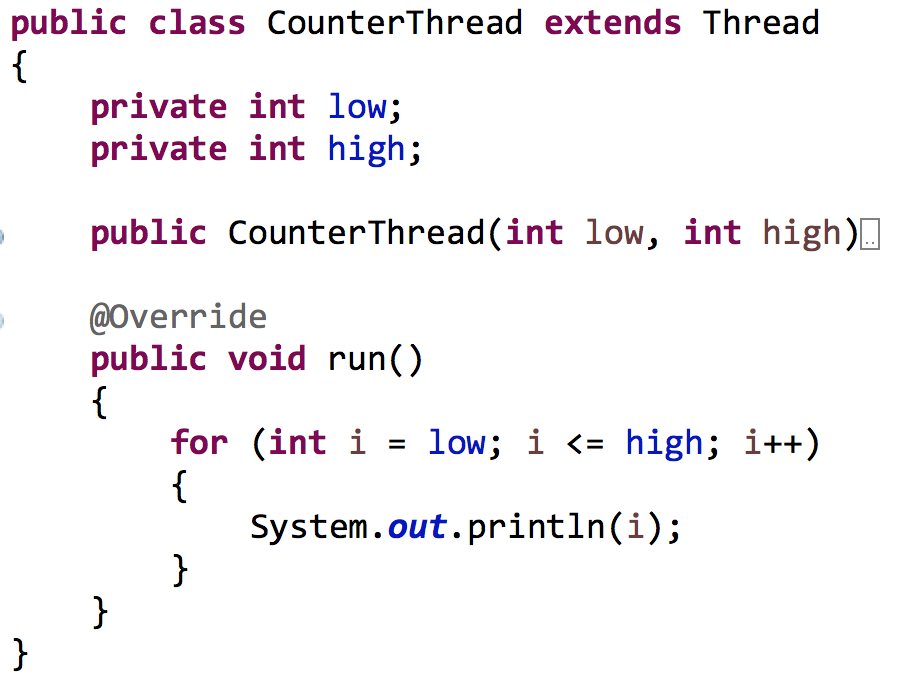 public class CounterThread extends Thread
{
    private int low;
    private int high;

    public CounterThread(int low, int high)..

    @Override
    public void run()
    {
        for (int i = low; i <= high; i++)
        {
            System.out.println(i);
        }
    }
}